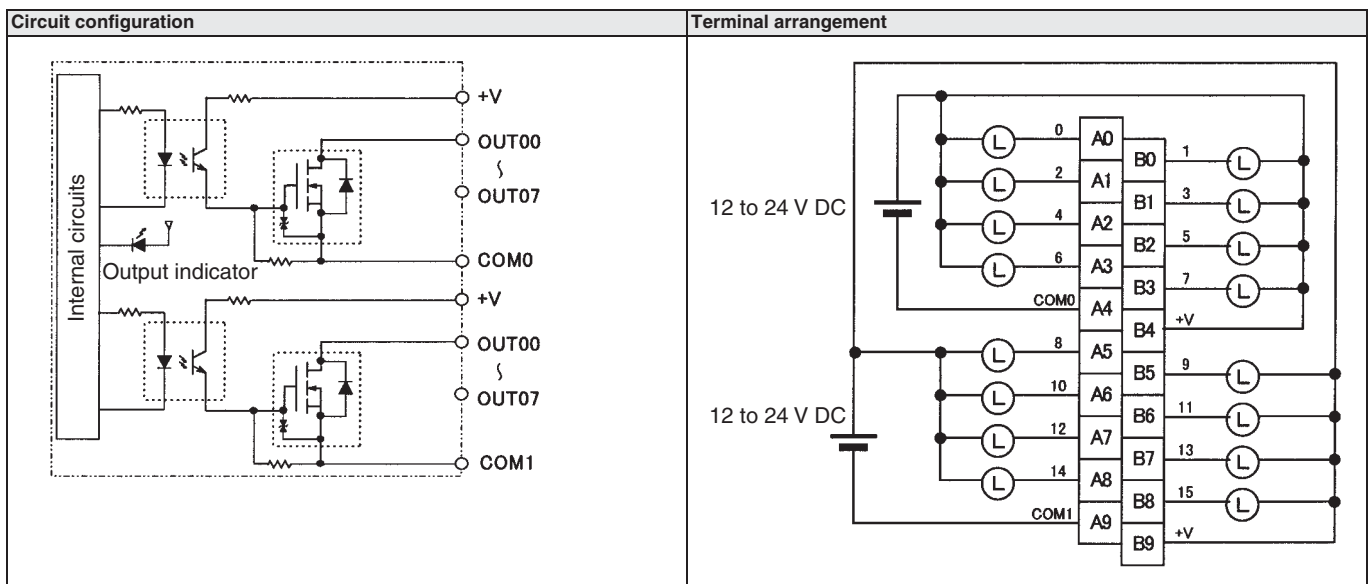 Circuit configuration
Internal circuits
Output indicator
+V
OUT00
∫
OUT07
COM0
+V
OUT00
∫
OUT07
COM1
Terminal arrangement
12 to 24 V DC
12 to 24 V DC
L 0 A0
B0 1 L
L 2 A1
B1 3 L
L 4 A2
B2 5 L
L 6 A3
B3 7 L
COM0 A4
B4 +V
L 8 A5
B5 9 L
L 10 A6
B6 11 L
L 12 A7
B7 13 L
L 14 A8
B8 15 L
COM1 A9
B9 +V